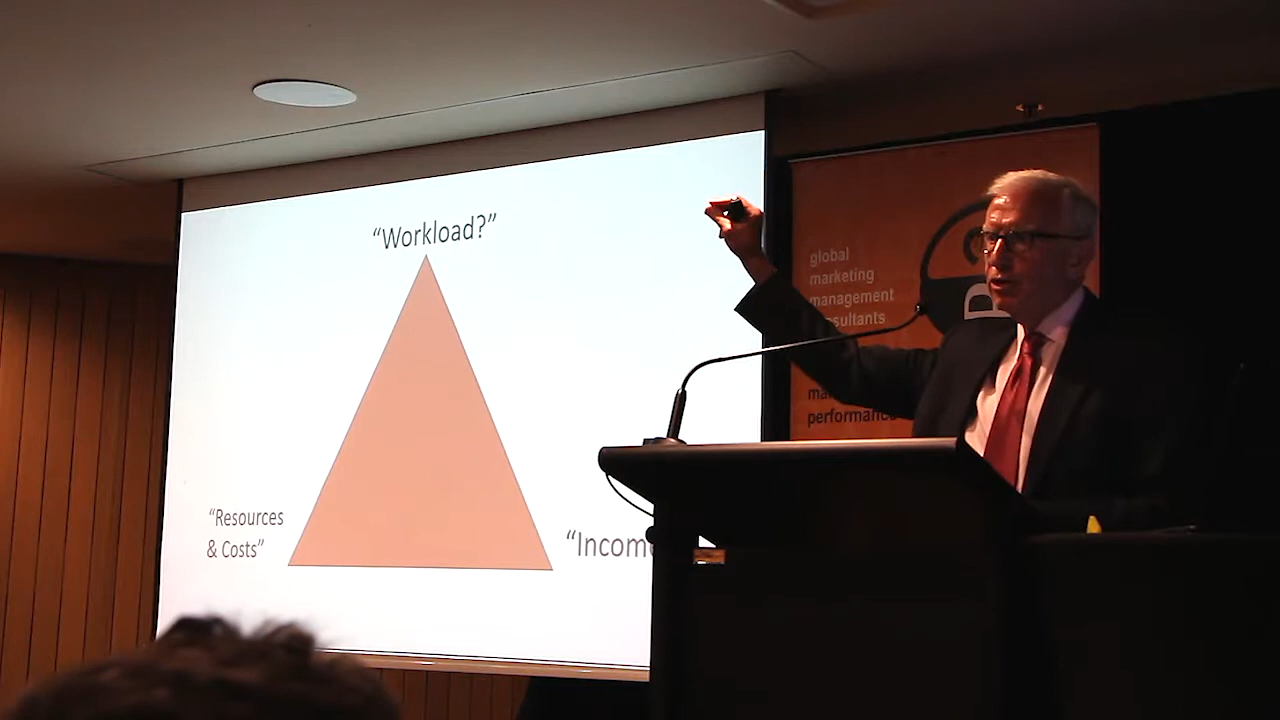 “Workload?”
“Resources
& Costs”
global
marketing
management
performance